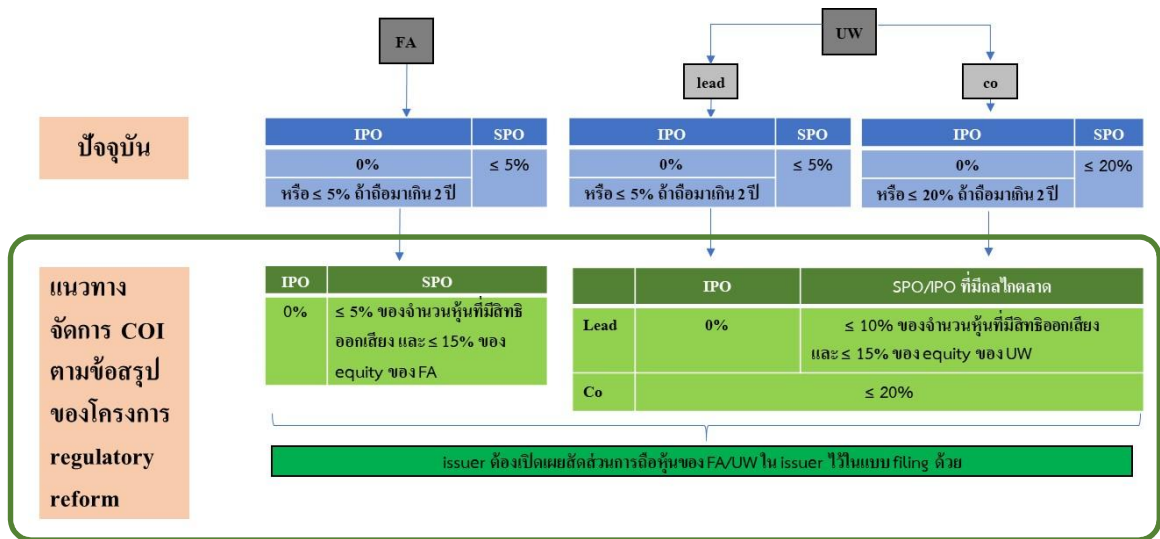 FA
UW
lead
co
ปัจจุบัน
IPO SPO
0% ≤ 5%
หรือ ≤ 5% ถ้าถือมาเกิน 2 ปี
IPO SPO
0% ≤ 5%
หรือ ≤ 5% ถ้าถือมาเกิน 2 ปี
IPO SPO
0% ≤ 20%
หรือ ≤ 20% ถ้าถือมาเกิน 2 ปี
แนวทาง
จัดการ COI
ตามข้อสรุป
ของโครงการ
regulatory
reform
IPO SPO
0% ≤ 5% ของจำนวนหุ้นที่มีสิทธิ
ออกเสียง และ ≤ 15% ของ
equity ของ FA
IPO SPO/IPO ที่มีกลไกตลาด
Lead 0% ≤ 10% ของจำนวนหุ้นที่มีสิทธิออกเสียง
และ ≤ 15% ของ equity ของ UW
Co ≤ 20%
issuer ต้องเปิดเผยสัดส่วนการถือหุ้นของ FA/UW ใน issuer ไว้ในแบบ filing ด้วย